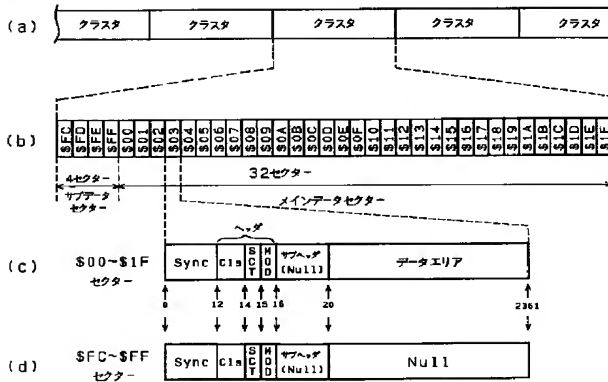 (a) クラスタ クラスタ クラスタ クラスタ クラスタ
(b) $FC $FD $FE $FF $00 $01 $02 $03 $04 $05 $06 $07 $08 $09 $0A $0B $0C $0D $0E $0F $10 $11 $12 $13 $14 $15 $16 $17 $18 $19 $1A $1B $1C $1D $1E $1F
4セクター 32セクター
サブデータ メインデータセクター
セクター
ヘッダ
(c) $00~$1F Sync Cls SCT MOD サブヘッダ データエリア
セクター (Null)
0 12 14 15 16 20 2361
(d) $FC~$FF Sync Cls SCT MOD サブヘッダ Null
セクター (Null)